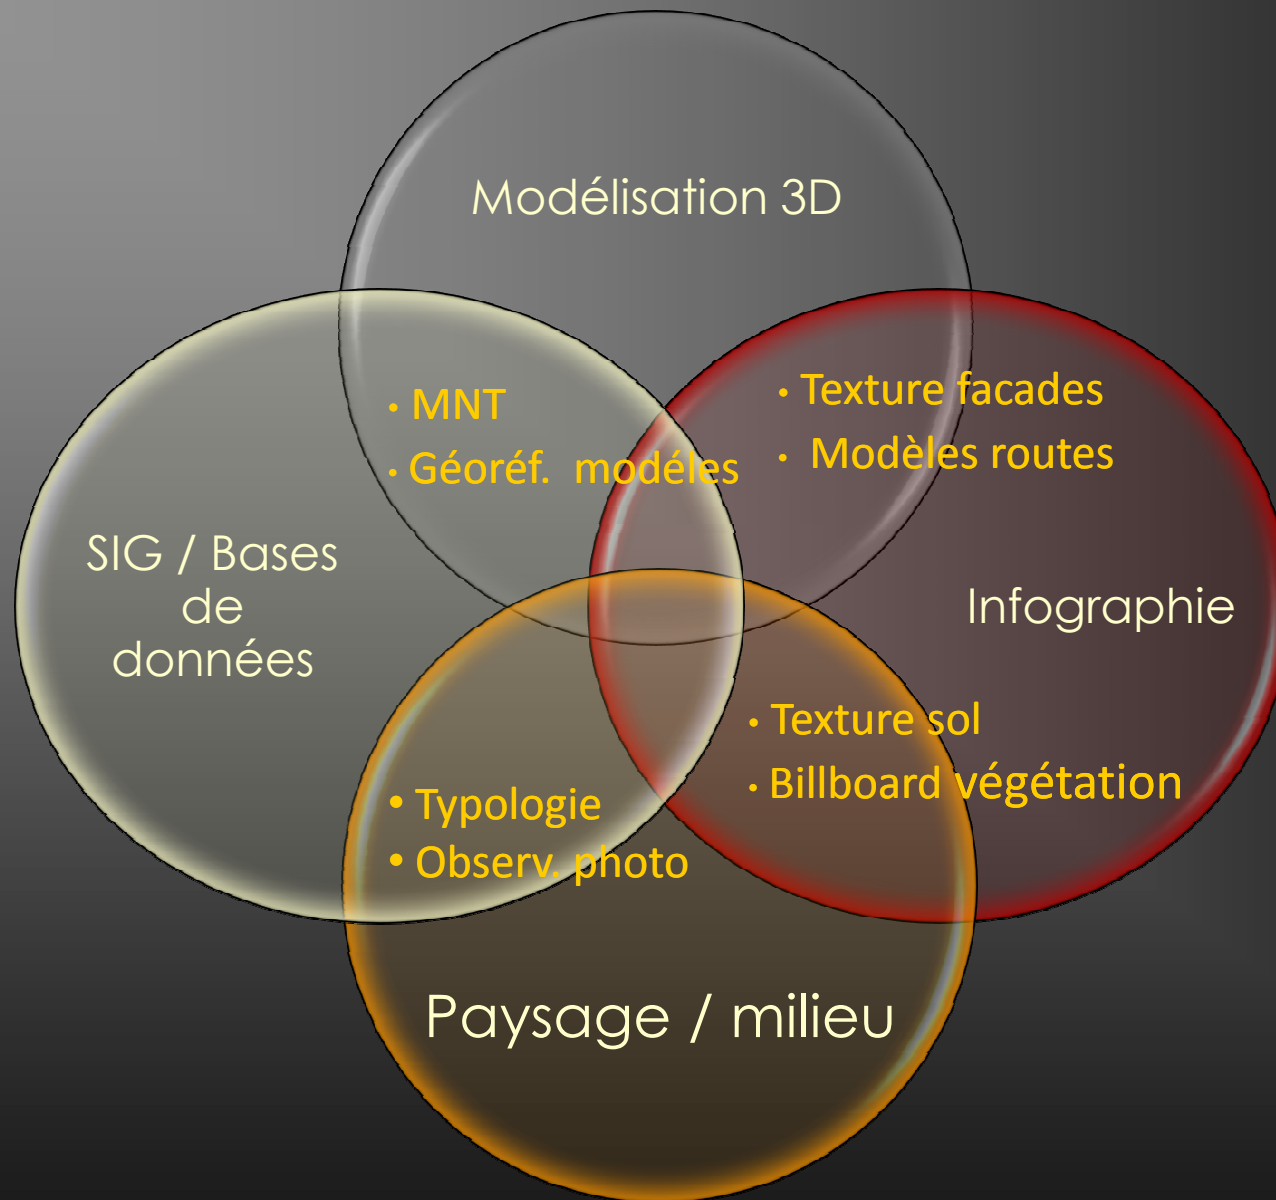 Modélisation 3D
• MNT
• Géoréf. modéles
• Texture facades
• Modèles routes
SIG / Bases
de
données
Infographie
• Texture sol
• Billboard végétation
• Typologie
• Observ. photo
Paysage / milieu